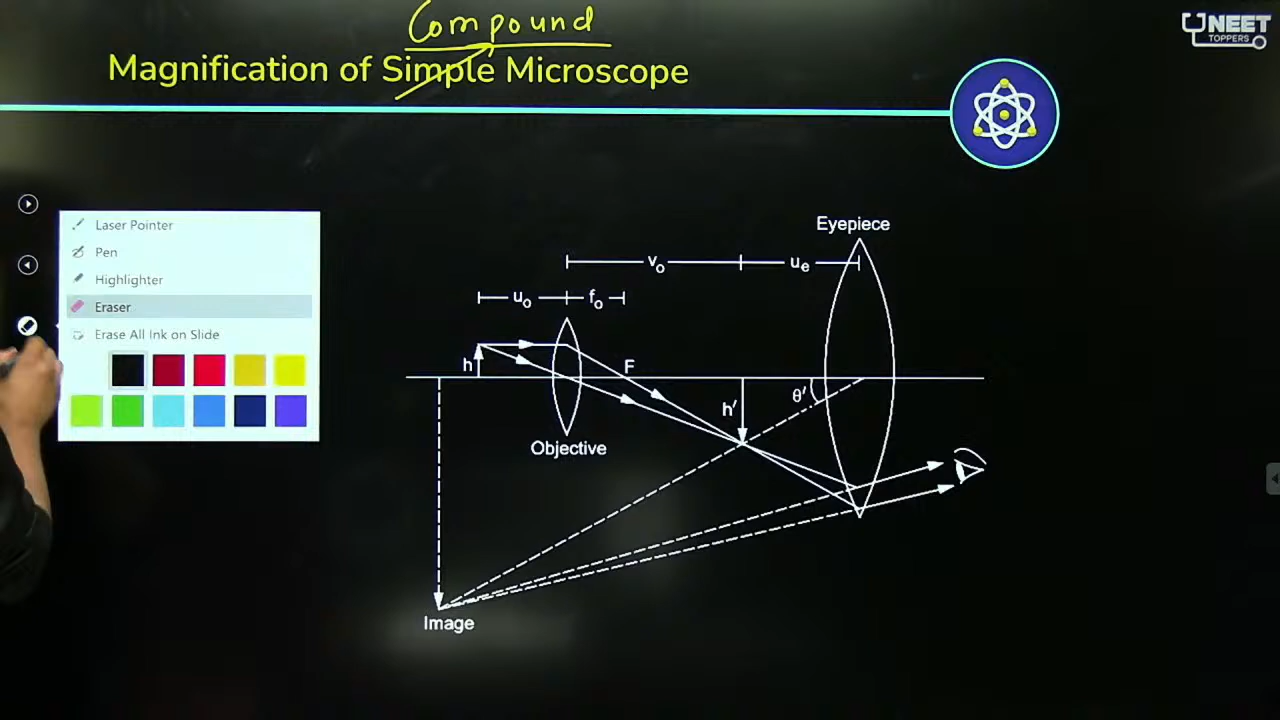 Compound
Magnification of Simple Microscope
UNEET
TOPPERS
Laser Pointer
Pen
Highlighter
Eraser
Erase All Ink on Slide
Eyepiece
vo
ue
uo
fo
h
F
h′
θ′
Objective
Image